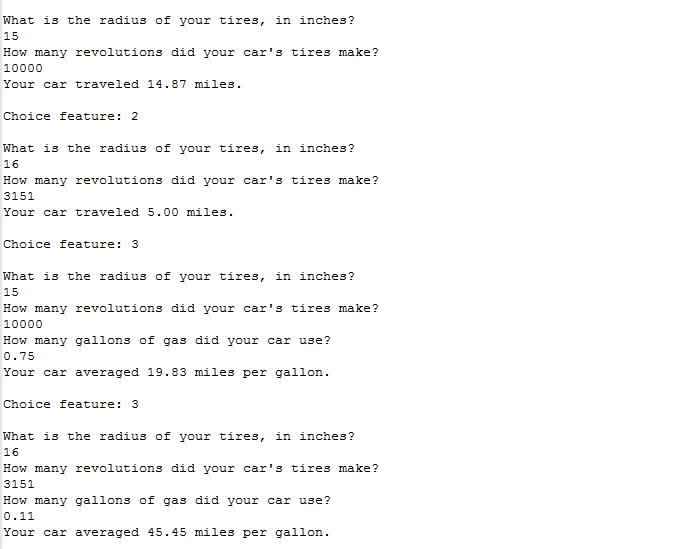 What is the radius of your tires, in inches?
15
How many revolutions did your car's tires make?
10000
Your car traveled 14.87 miles.
Choice feature: 2
What is the radius of your tires, in inches?
16
How many revolutions did your car's tires make?
3151
Your car traveled 5.00 miles.
Choice feature: 3
What is the radius of your tires, in inches?
15
How many revolutions did your car's tires make?
10000
How many gallons of gas did your car use?
0.75
Your car averaged 19.83 miles per gallon.
Choice feature: 3
What is the radius of your tires, in inches?
16
How many revolutions did your car's tires make?
3151
How many gallons of gas did your car use?
0.11
Your car averaged 45.45 miles per gallon.